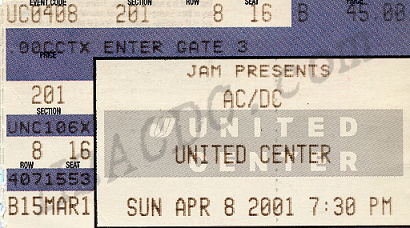 EVENT CODE SECTION ROW SEAT PRICE
UC0408 201 8 16 B 45.00
00CCTX ENTER GATE 3
PRICE
JAM PRESENTS
201
AC/DC
SECTION
UNC106X
UNITED
8 16
UNITED CENTER
ROW SEAT
CENTER
4071553
B15MAR1
SUN APR 8 2001 7:30 PM